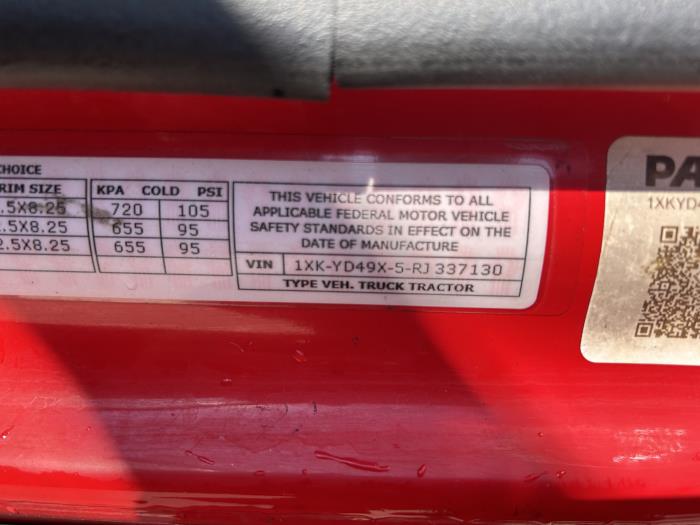 CHOICE
RIM SIZE KPA COLD PSI
.5X8.25 720 105
.5X8.25 655 95
2.5X8.25 655 95
THIS VEHICLE CONFORMS TO ALL
APPLICABLE FEDERAL MOTOR VEHICLE
SAFETY STANDARDS IN EFFECT ON THE
DATE OF MANUFACTURE
VIN 1XK-YD49X-5-RJ 337130
TYPE VEH. TRUCK TRACTOR
PA
1XKYD4